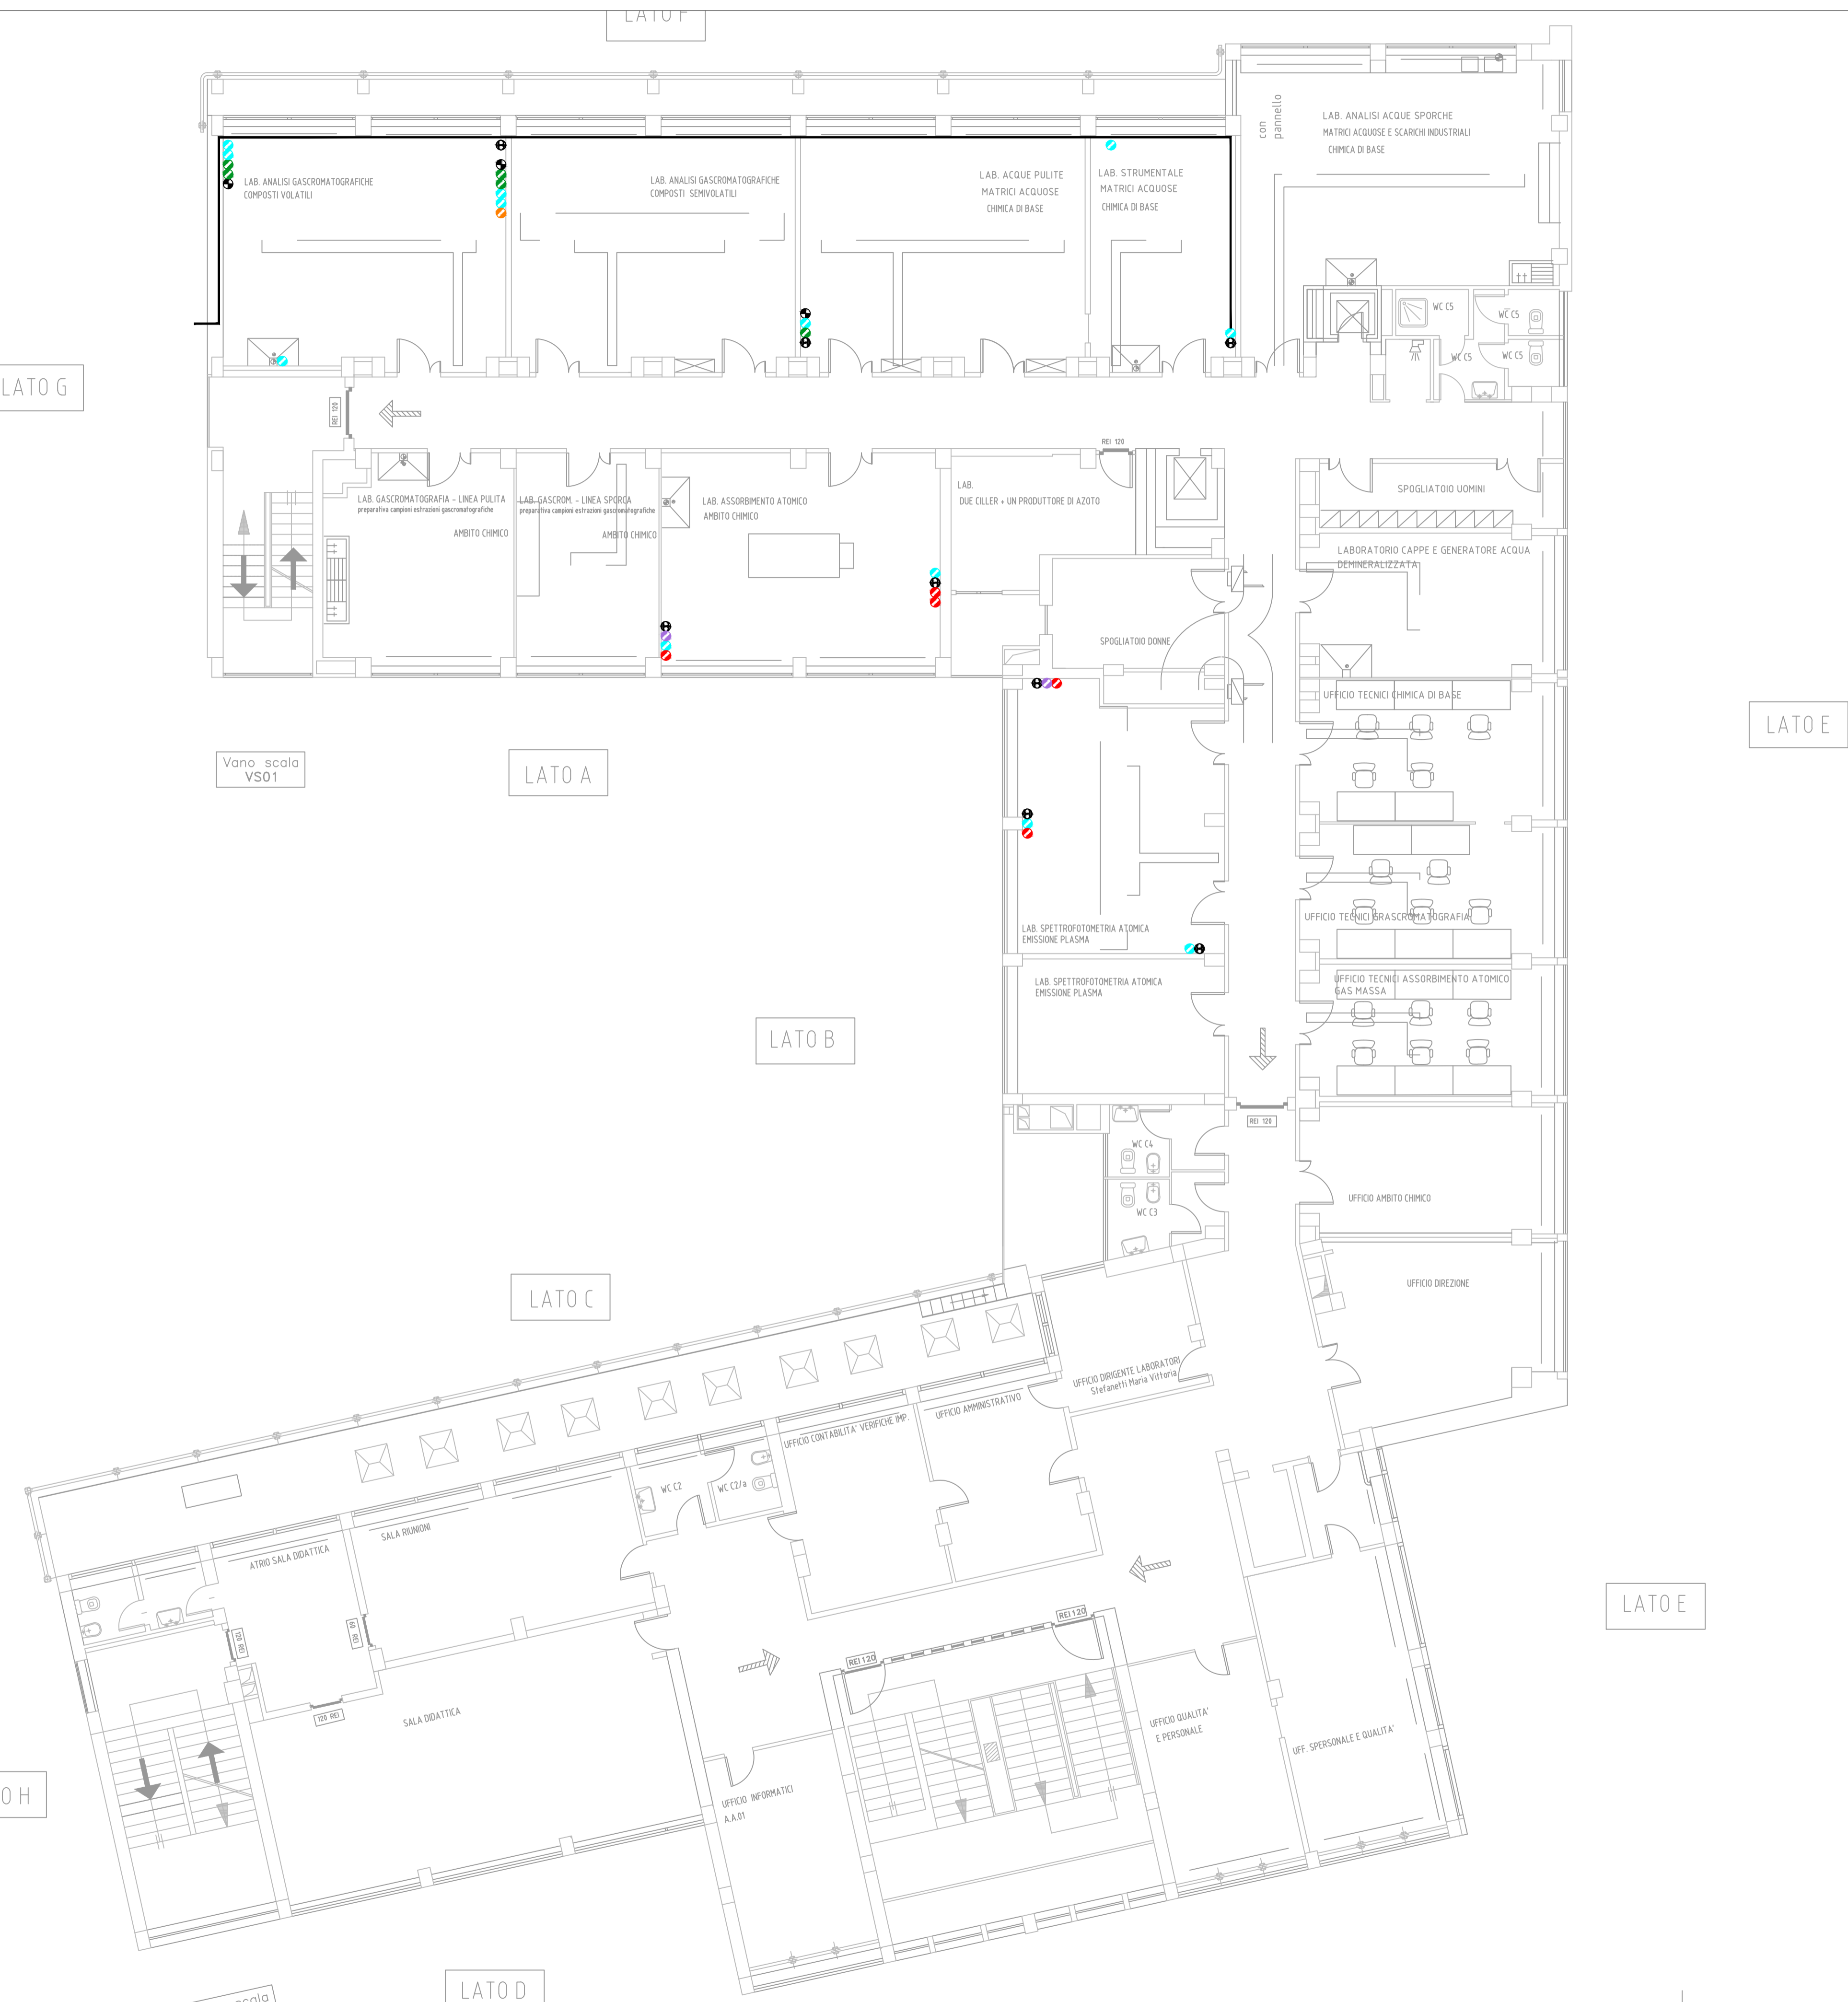 LATO F
con
pannello
LAB. ANALISI ACQUE SPORCHE
MATRICI ACQUOSE E SCARICHI INDUSTRIALI
CHIMICA DI BASE
LAB. ANALISI GASCROMATOGRAFICHE
COMPOSTI VOLATILI
LAB. ANALISI GASCROMATOGRAFICHE
COMPOSTI SEMIVOLATILI
LAB. ACQUE PULITE
MATRICI ACQUOSE
CHIMICA DI BASE
LAB. STRUMENTALE
MATRICI ACQUOSE
CHIMICA DI BASE
WC C5
WC C5
WC C5
WC C5
LATO G
REI 120
REI 120
LAB. GASCROMATOGRAFIA - LINEA PULITA
preparativa campioni estrazioni gascromatografiche
AMBITO CHIMICO
LAB. GASCROM. - LINEA SPORCA
preparativa campioni estrazioni gascromatografiche
AMBITO CHIMICO
LAB. ASSORBIMENTO ATOMICO
AMBITO CHIMICO
LAB.
DUE CILLER + UN PRODUTTORE DI AZOTO
SPOGLIATOIO UOMINI
LABORATORIO CAPPE E GENERATORE ACQUA
DEMINERALIZZATA
SPOGLIATOIO DONNE
UFFICIO TECNICI CHIMICA DI BASE
LATO E
Vano scala
VS01
LATO A
UFFICIO TECNICI GRASCROMATOGRAFIA
LAB. SPETTROFOTOMETRIA ATOMICA
EMISSIONE PLASMA
LAB. SPETTROFOTOMETRIA ATOMICA
EMISSIONE PLASMA
UFFICIO TECNICI ASSORBIMENTO ATOMICO
GAS MASSA
LATO B
REI 120
WC C4
WC C3
UFFICIO AMBITO CHIMICO
UFFICIO DIREZIONE
LATO C
UFFICIO DIRIGENTE LABORATORI
Stefanetti Maria Vittoria
UFFICIO AMMINISTRATIVO
UFFICIO CONTABILITA' VERIFICHE IMP.
WC C2
WC C2/a
SALA RIUNIONI
ATRIO SALA DIDATTICA
120 REI
60 REI
120 REI
REI 120
REI 120
LATO E
SALA DIDATTICA
UFFICIO QUALITA'
E PERSONALE
UFF. SPERSONALE E QUALITA'
UFFICIO INFORMATICI
A.A.01
O H
LATO D
scala